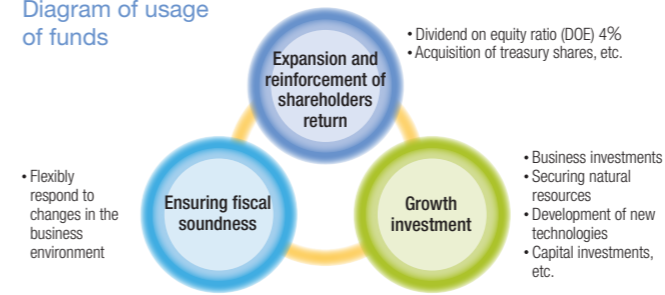 Diagram of usage
of funds
Expansion and
reinforcement of
shareholders
return
• Dividend on equity ratio (DOE) 4%
• Acquisition of treasury shares, etc.
• Flexibly
respond to
changes in the
business
environment
Ensuring fiscal
soundness
Growth
investment
• Business investments
• Securing natural
resources
• Development of new
technologies
• Capital investments,
etc.